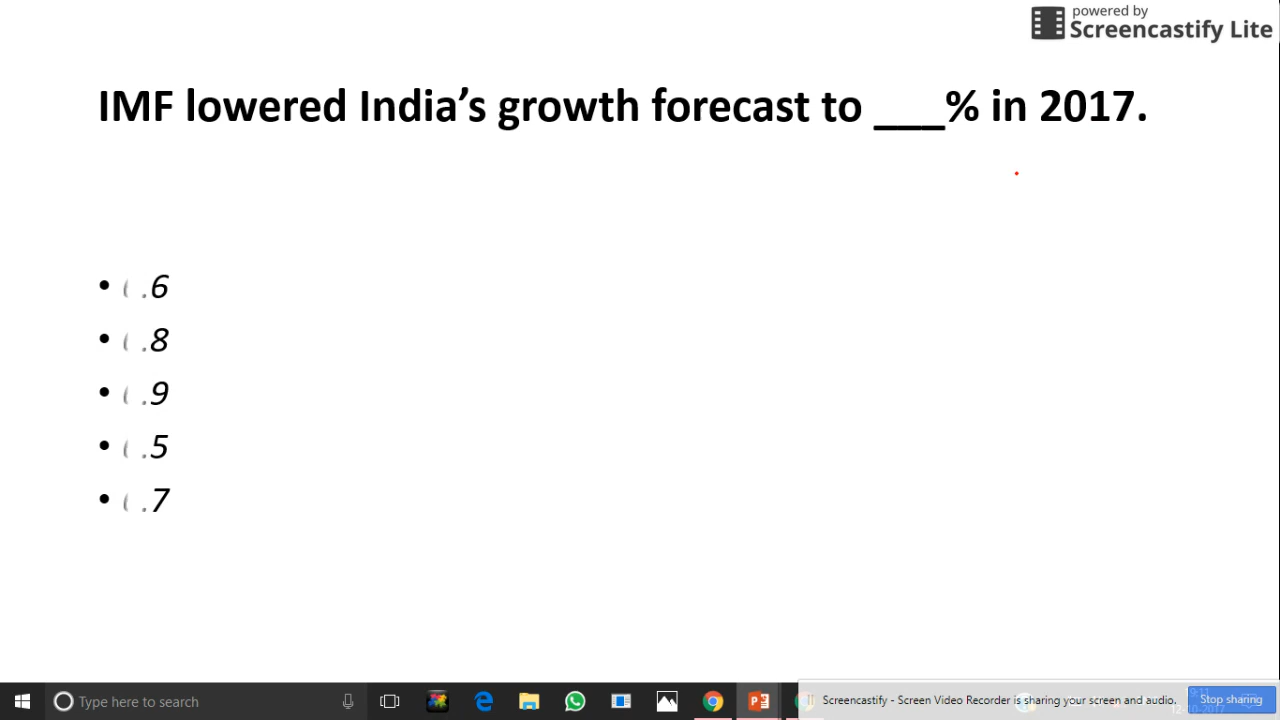 powered by
Screencastify Lite
IMF lowered India's growth forecast to ___% in 2017.
• .6
• .8
• .9
• .5
• .7
Type here to search
Screencastify - Screen Video Recorder is sharing your screen and audio.
Stop sharing